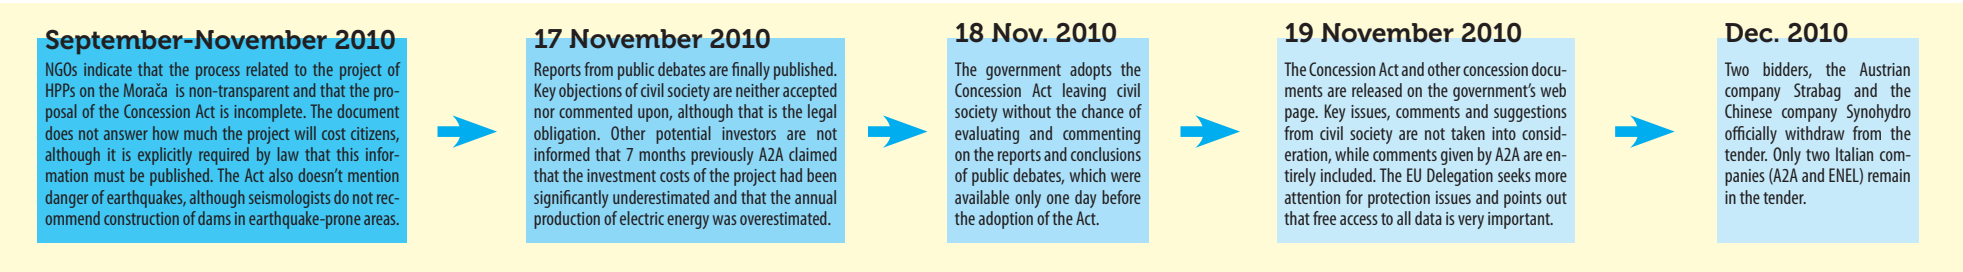 September-November 2010
NGOs indicate that the process related to the project of
HPPs on the Morača is non-transparent and that the pro-
posal of the Concession Act is incomplete. The document
does not answer how much the project will cost citizens,
although it is explicitly required by law that this infor-
mation must be published. The Act also doesn't mention
danger of earthquakes, although seismologists do not rec-
ommend construction of dams in earthquake-prone areas.
17 November 2010
Reports from public debates are finally published.
Key objections of civil society are neither accepted
nor commented upon, although that is the legal
obligation. Other potential investors are not
informed that 7 months previously A2A claimed
that the investment costs of the project had been
significantly underestimated and that the annual
production of electric energy was overestimated.
18 Nov. 2010
The government adopts the
Concession Act leaving civil
society without the chance of
evaluating and commenting
on the reports and conclusions
of public debates, which were
available only one day before
the adoption of the Act.
19 November 2010
The Concession Act and other concession docu-
ments are released on the government's web
page. Key issues, comments and suggestions
from civil society are not taken into consid-
eration, while comments given by A2A are en-
tirely included. The EU Delegation seeks more
attention for protection issues and points out
that free access to all data is very important.
Dec. 2010
Two bidders, the Austrian
company Strabag and the
Chinese company Synohydro
officially withdraw from the
tender. Only two Italian com-
panies (A2A and ENEL) remain
in the tender.